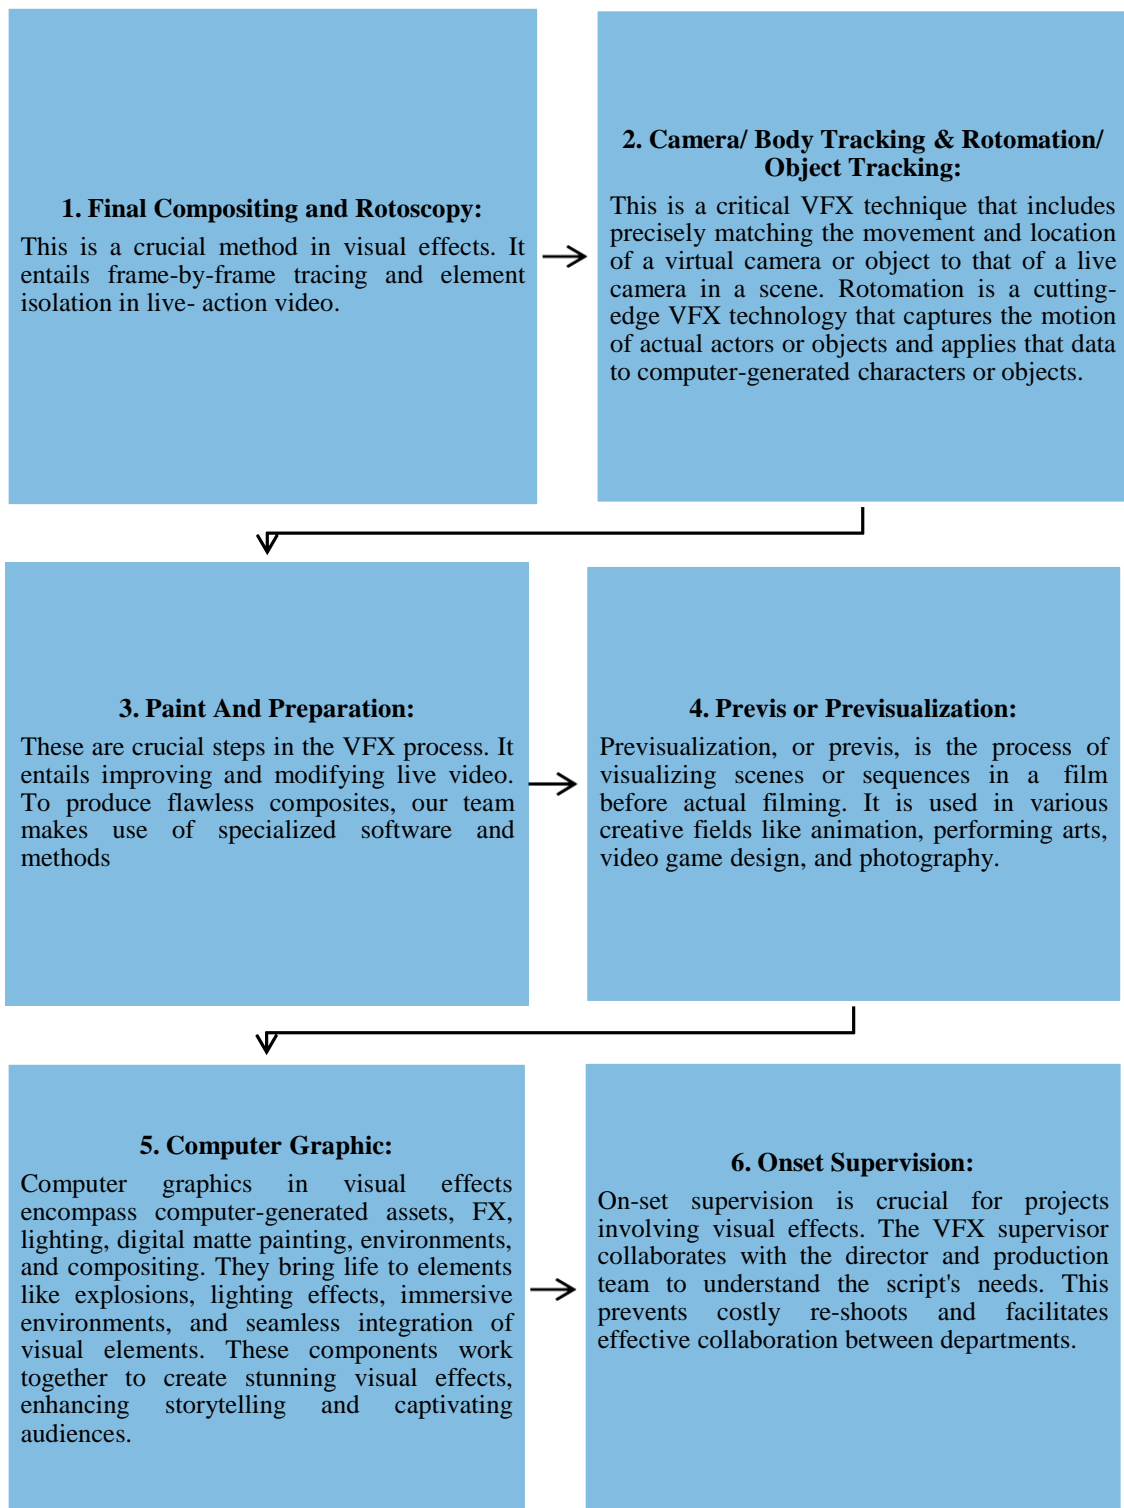 1. Final Compositing and Rotoscopy:
This is a crucial method in visual effects. It
entails frame-by-frame tracing and element
isolation in live- action video.
2. Camera/ Body Tracking & Rotomation/
Object Tracking:
This is a critical VFX technique that includes
precisely matching the movement and location
of a virtual camera or object to that of a live
camera in a scene. Rotomation is a cutting-
edge VFX technology that captures the motion
of actual actors or objects and applies that data
to computer-generated characters or objects.
3. Paint And Preparation:
These are crucial steps in the VFX process. It
entails improving and modifying live video.
To produce flawless composites, our team
makes use of specialized software and
methods
4. Previs or Previsualization:
Previsualization, or previs, is the process of
visualizing scenes or sequences in a film
before actual filming. It is used in various
creative fields like animation, performing arts,
video game design, and photography.
5. Computer Graphic:
Computer graphics in visual effects
encompass computer-generated assets, FX,
lighting, digital matte painting, environments,
and compositing. They bring life to elements
like explosions, lighting effects, immersive
environments, and seamless integration of
visual elements. These components work
together to create stunning visual effects,
enhancing storytelling and captivating
audiences.
6. Onset Supervision:
On-set supervision is crucial for projects
involving visual effects. The VFX supervisor
collaborates with the director and production
team to understand the script's needs. This
prevents costly re-shoots and facilitates
effective collaboration between departments.